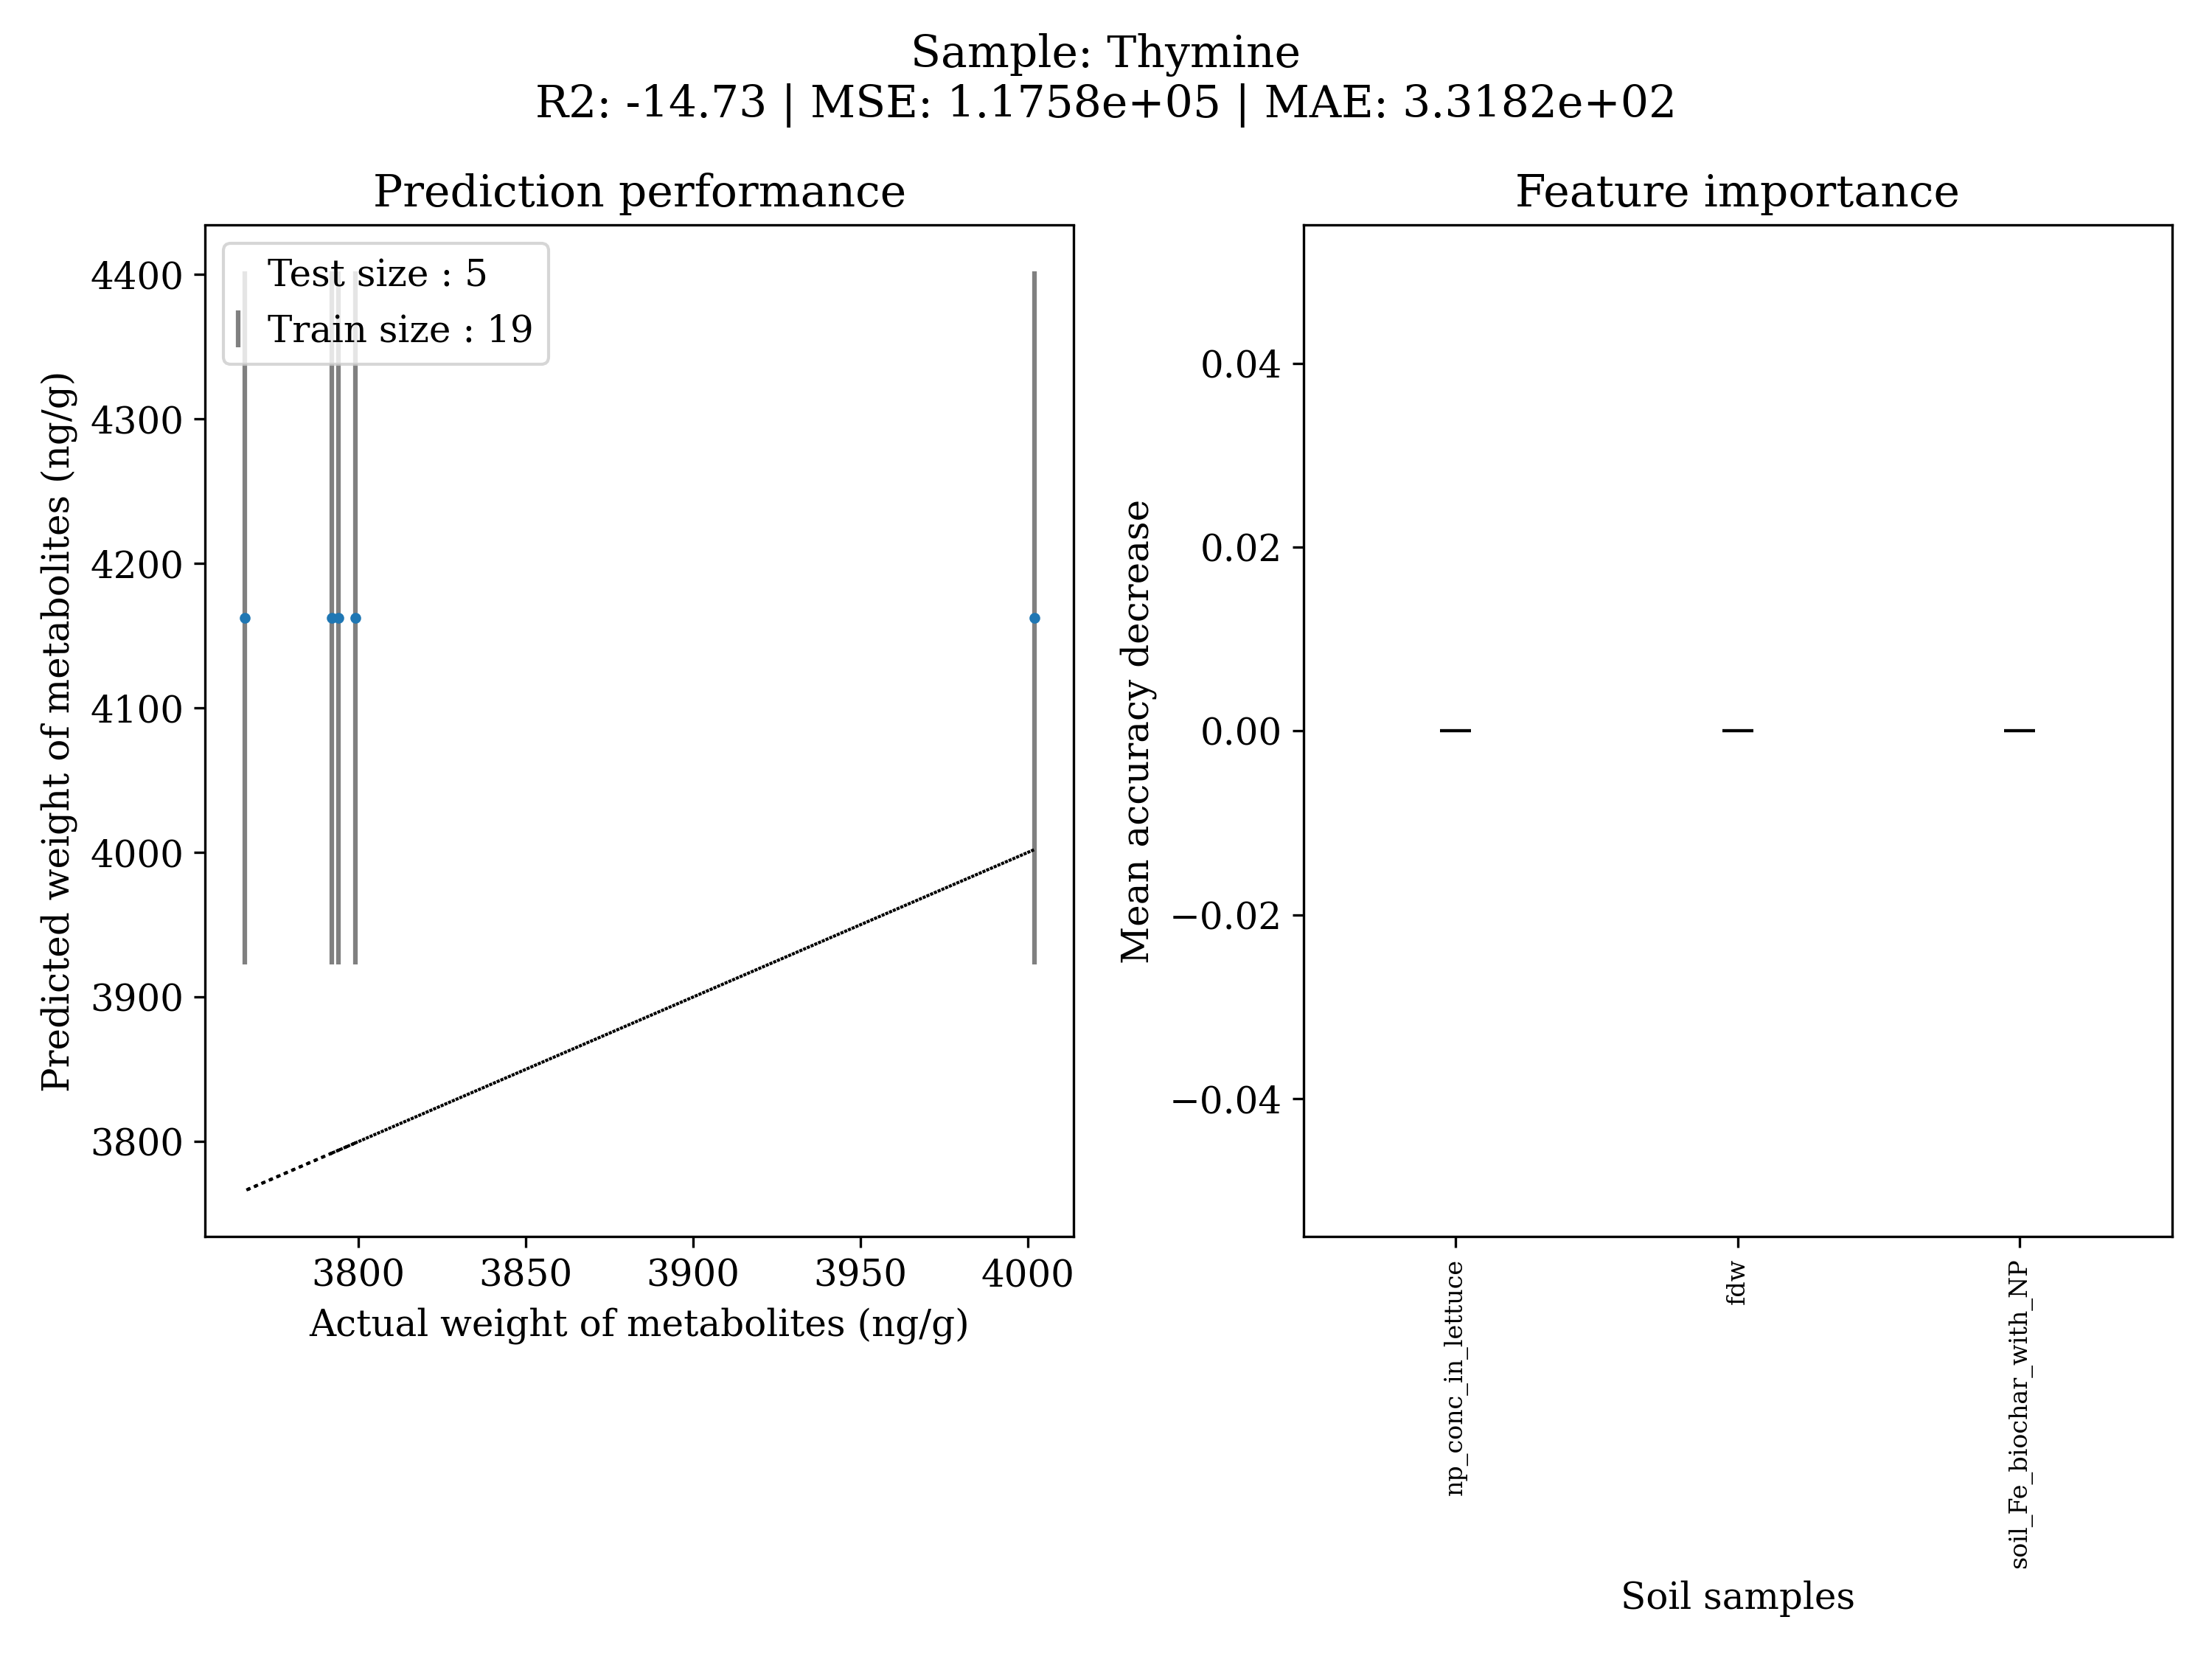 Sample: Thymine
R2: -14.73 | MSE: 1.1758e+05 | MAE: 3.3182e+02
Prediction performance
Test size : 5
Train size : 19
4400
4300
4200
4100
4000
3900
3800
Predicted weight of metabolites (ng/g)
3800 3850 3900 3950 4000
Actual weight of metabolites (ng/g)
Feature importance
0.04
0.02
0.00
−0.02
−0.04
Mean accuracy decrease
np_conc_in_lettuce
fdw
soil_Fe_biochar_with_NP
Soil samples